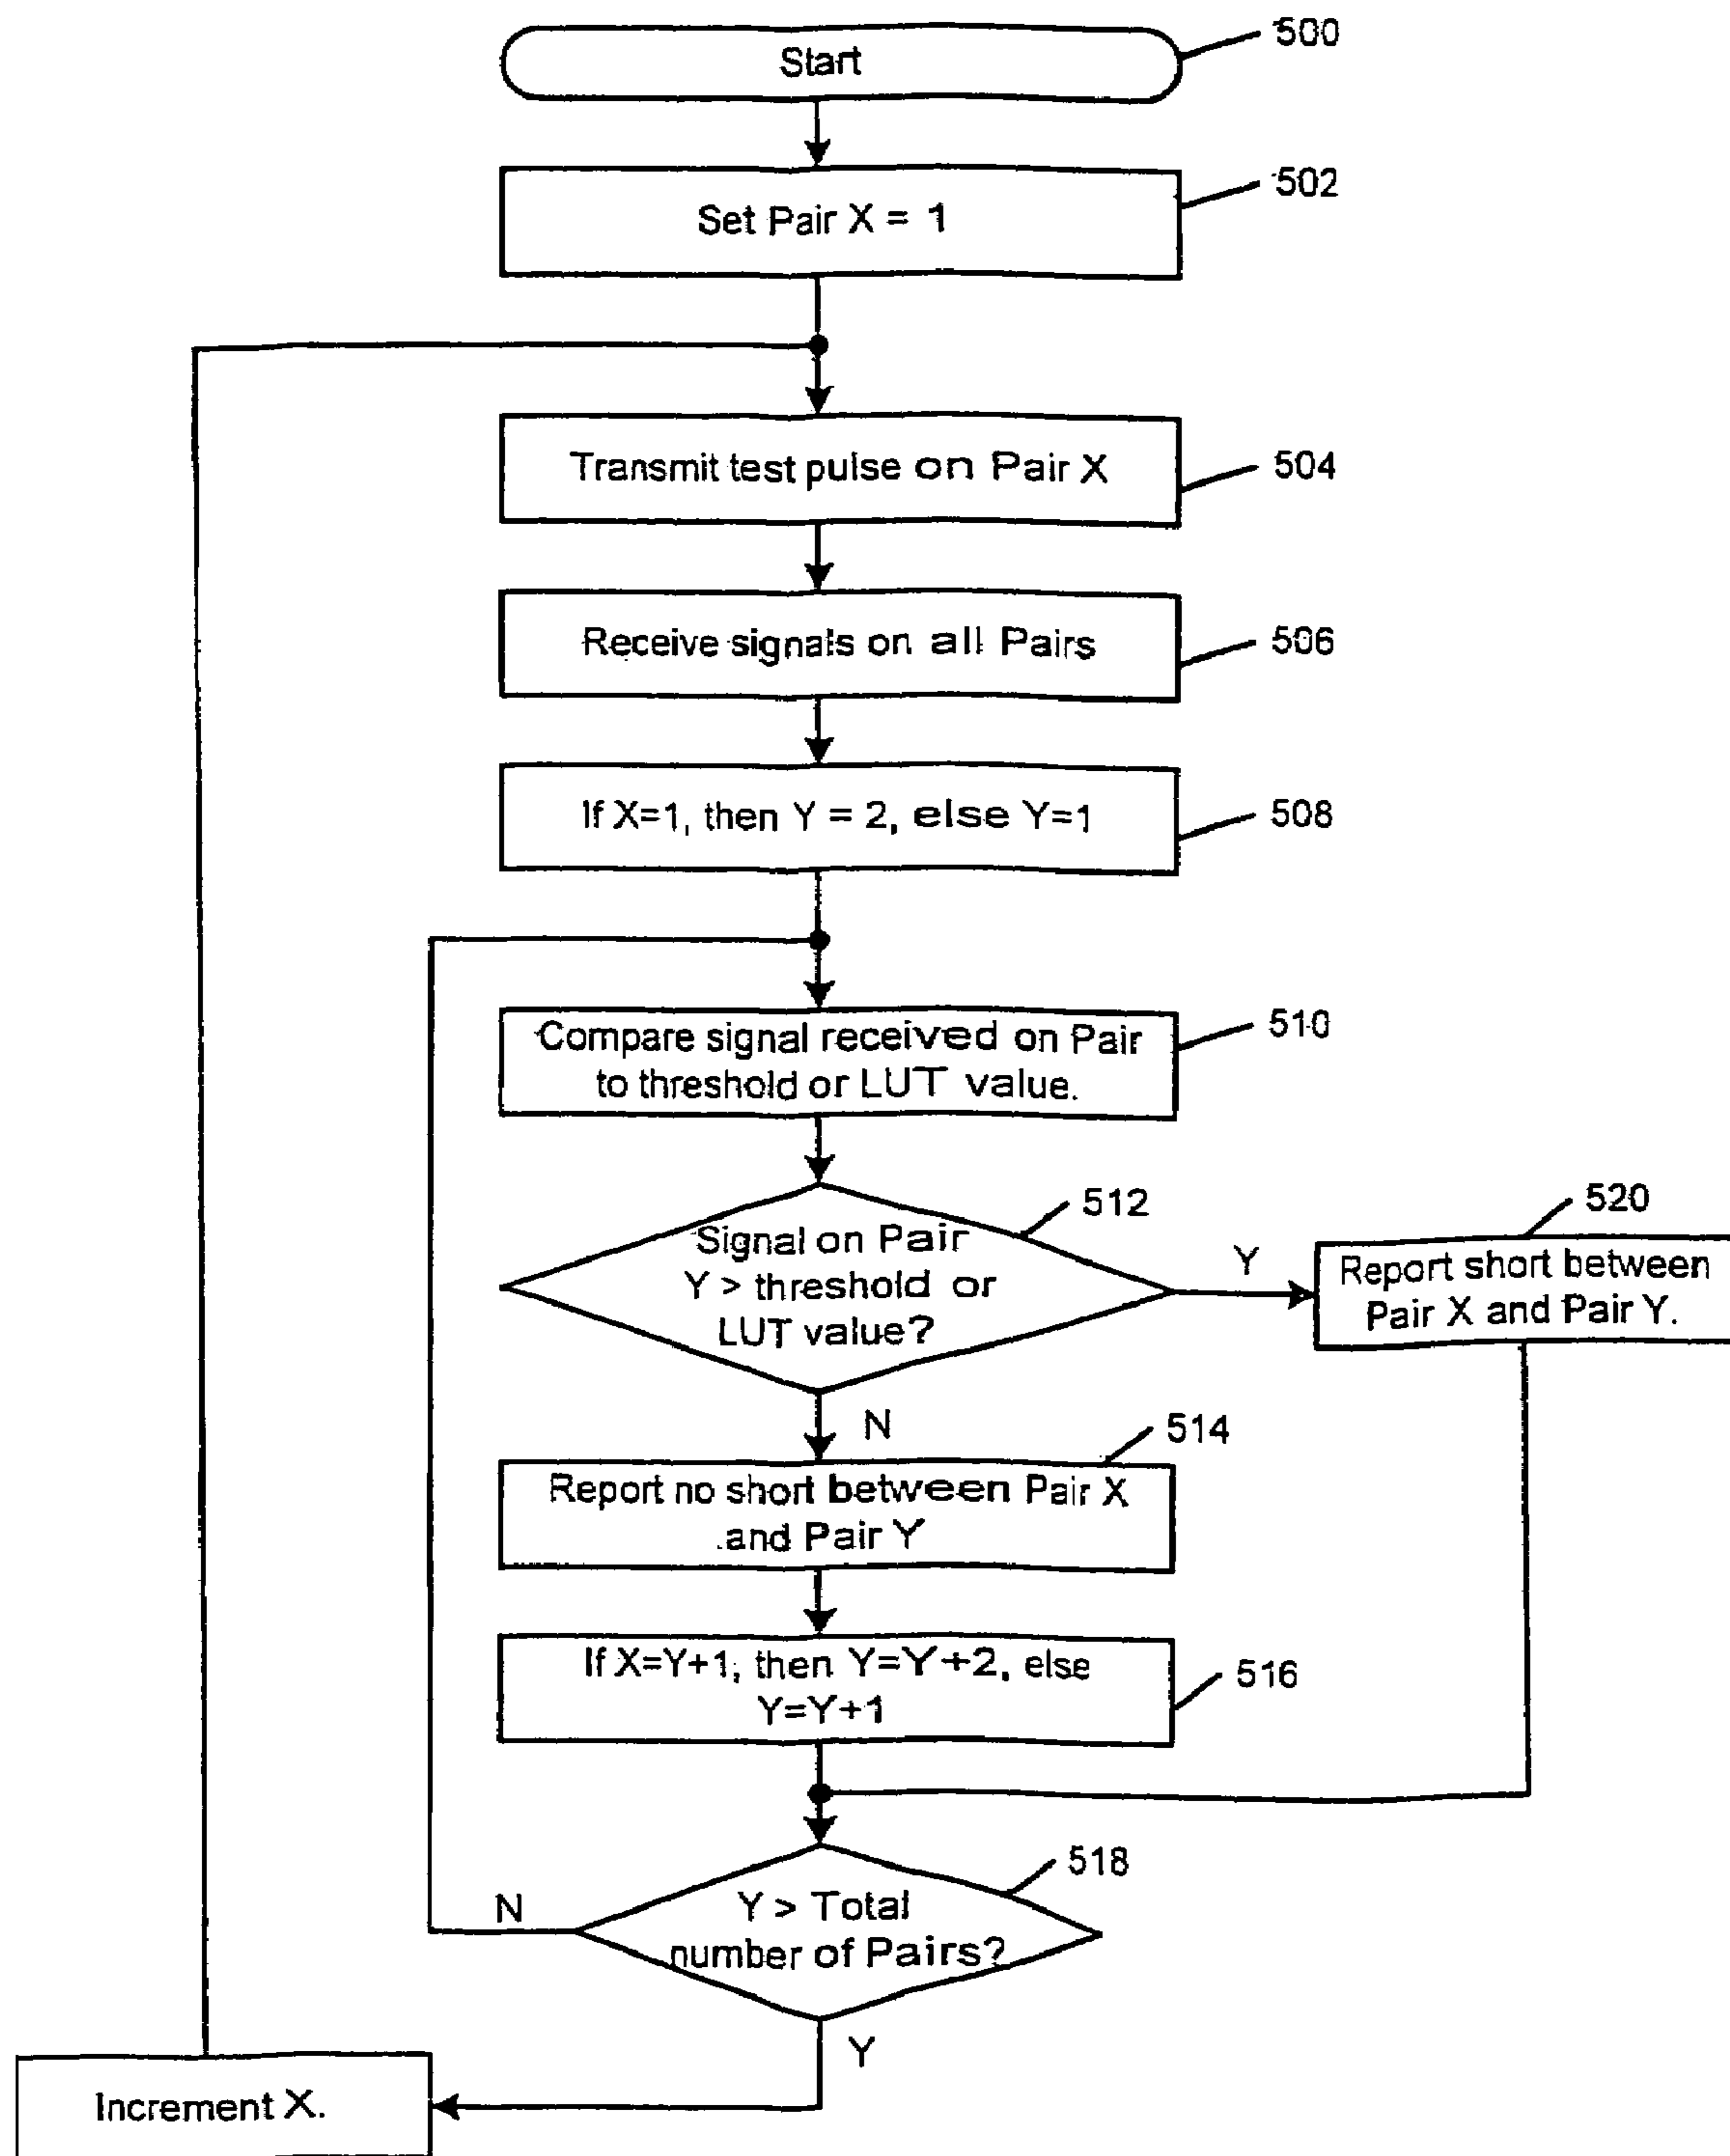 Start
500
Set Pair X = 1
502
Transmit test pulse on Pair X
504
Receive signals on all Pairs
506
If X=1, then Y = 2, else Y=1
508
Compare signal received on Pair
to threshold or LUT value.
510
Signal on Pair
Y > threshold or
LUT value?
512
Y
Report short between
Pair X and Pair Y.
520
N
Report no short between Pair X
and Pair Y
514
If X=Y+1, then Y=Y+2, else
Y=Y+1
516
Y > Total
number of Pairs?
518
N
Y
Increment X.